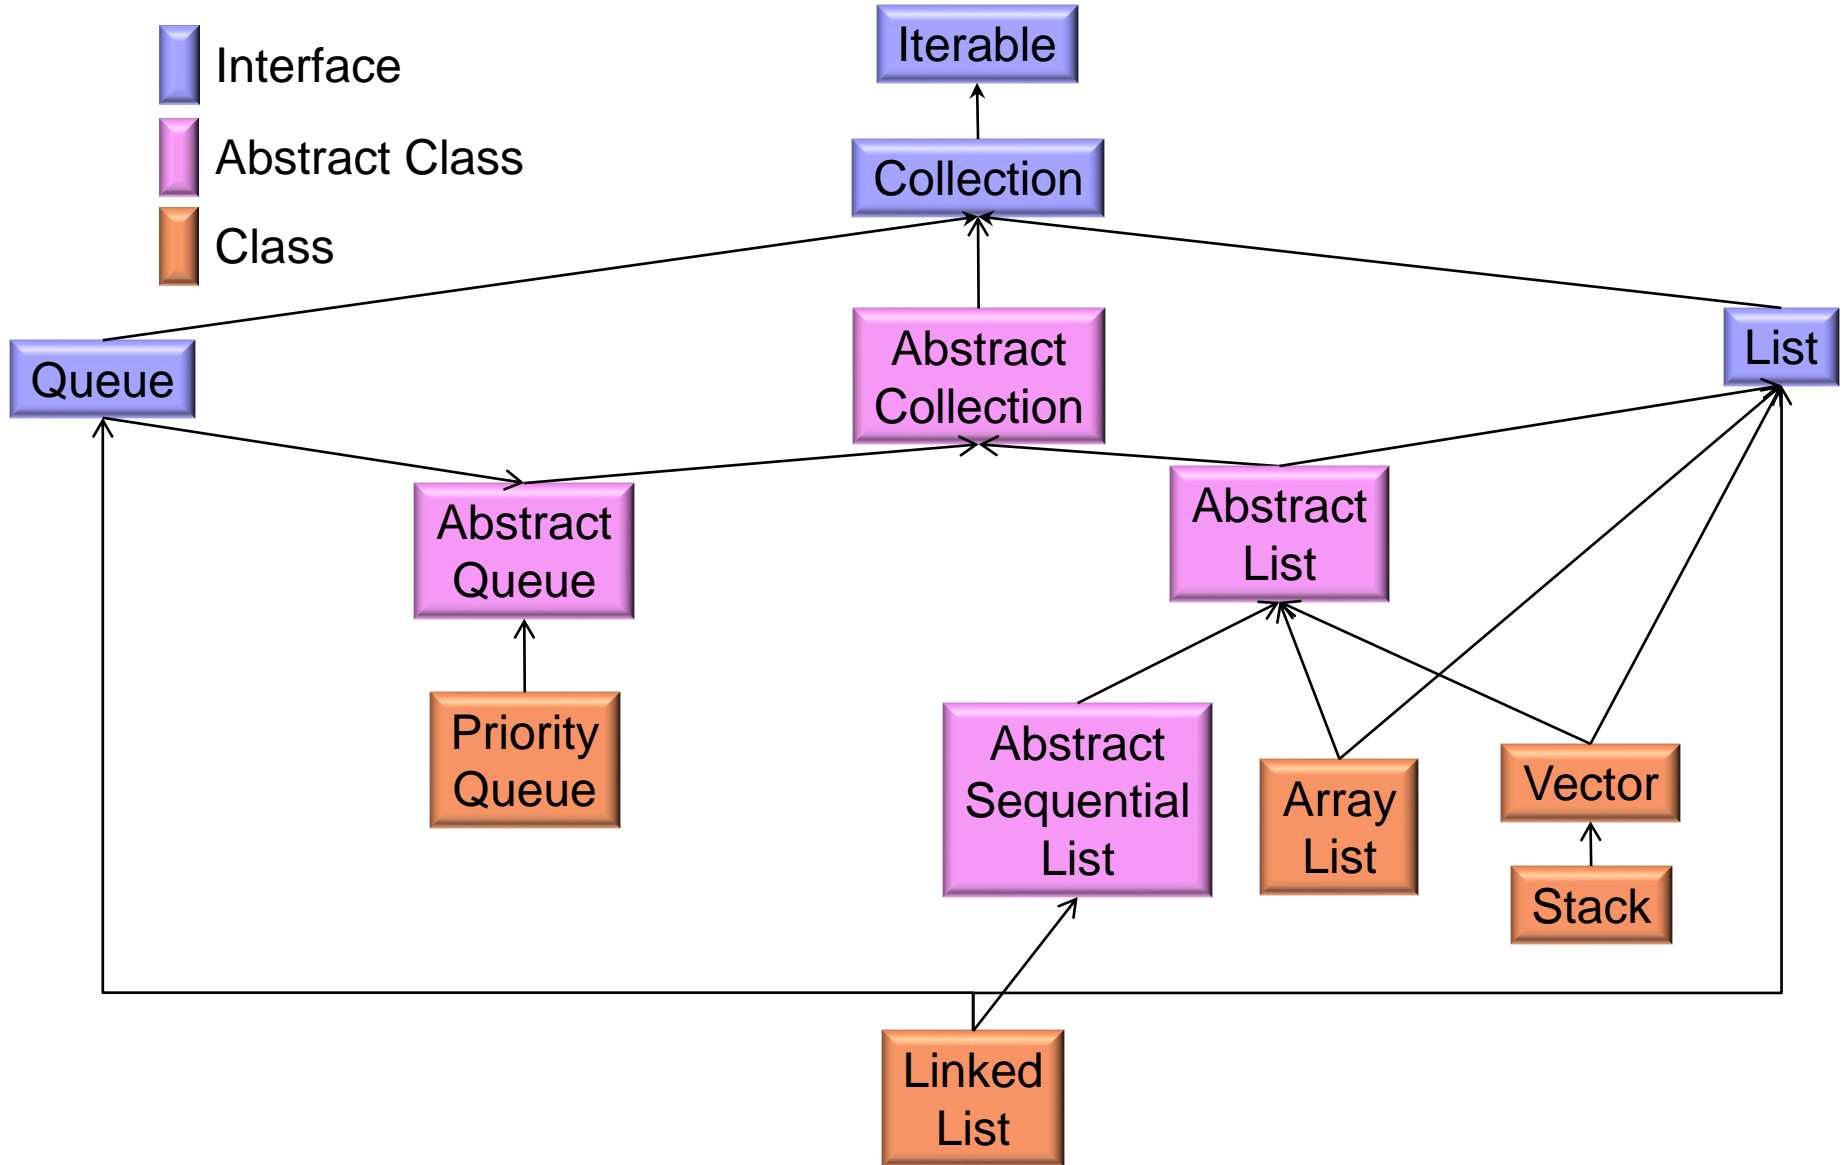 Interface
Abstract Class
Class
Iterable
Collection
Queue
Abstract
Collection
List
Abstract
Queue
Abstract
List
Priority
Queue
Abstract
Sequential
List
Array
List
Vector
Stack
Linked
List